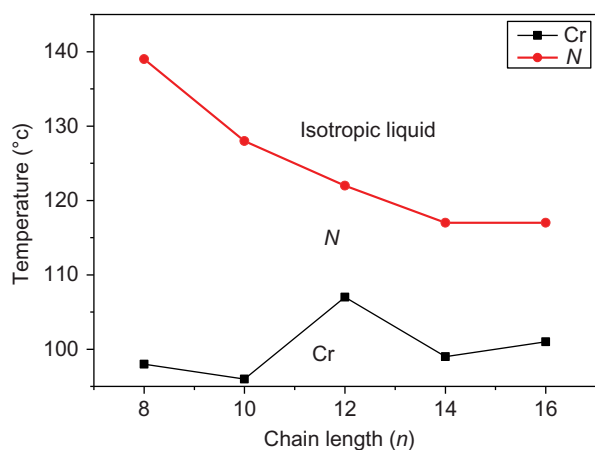 Cr
N
140
130
120
110
100
Temperature (°c)
Isotropic liquid
N
Cr
8
10
12
14
16
Chain length (n)